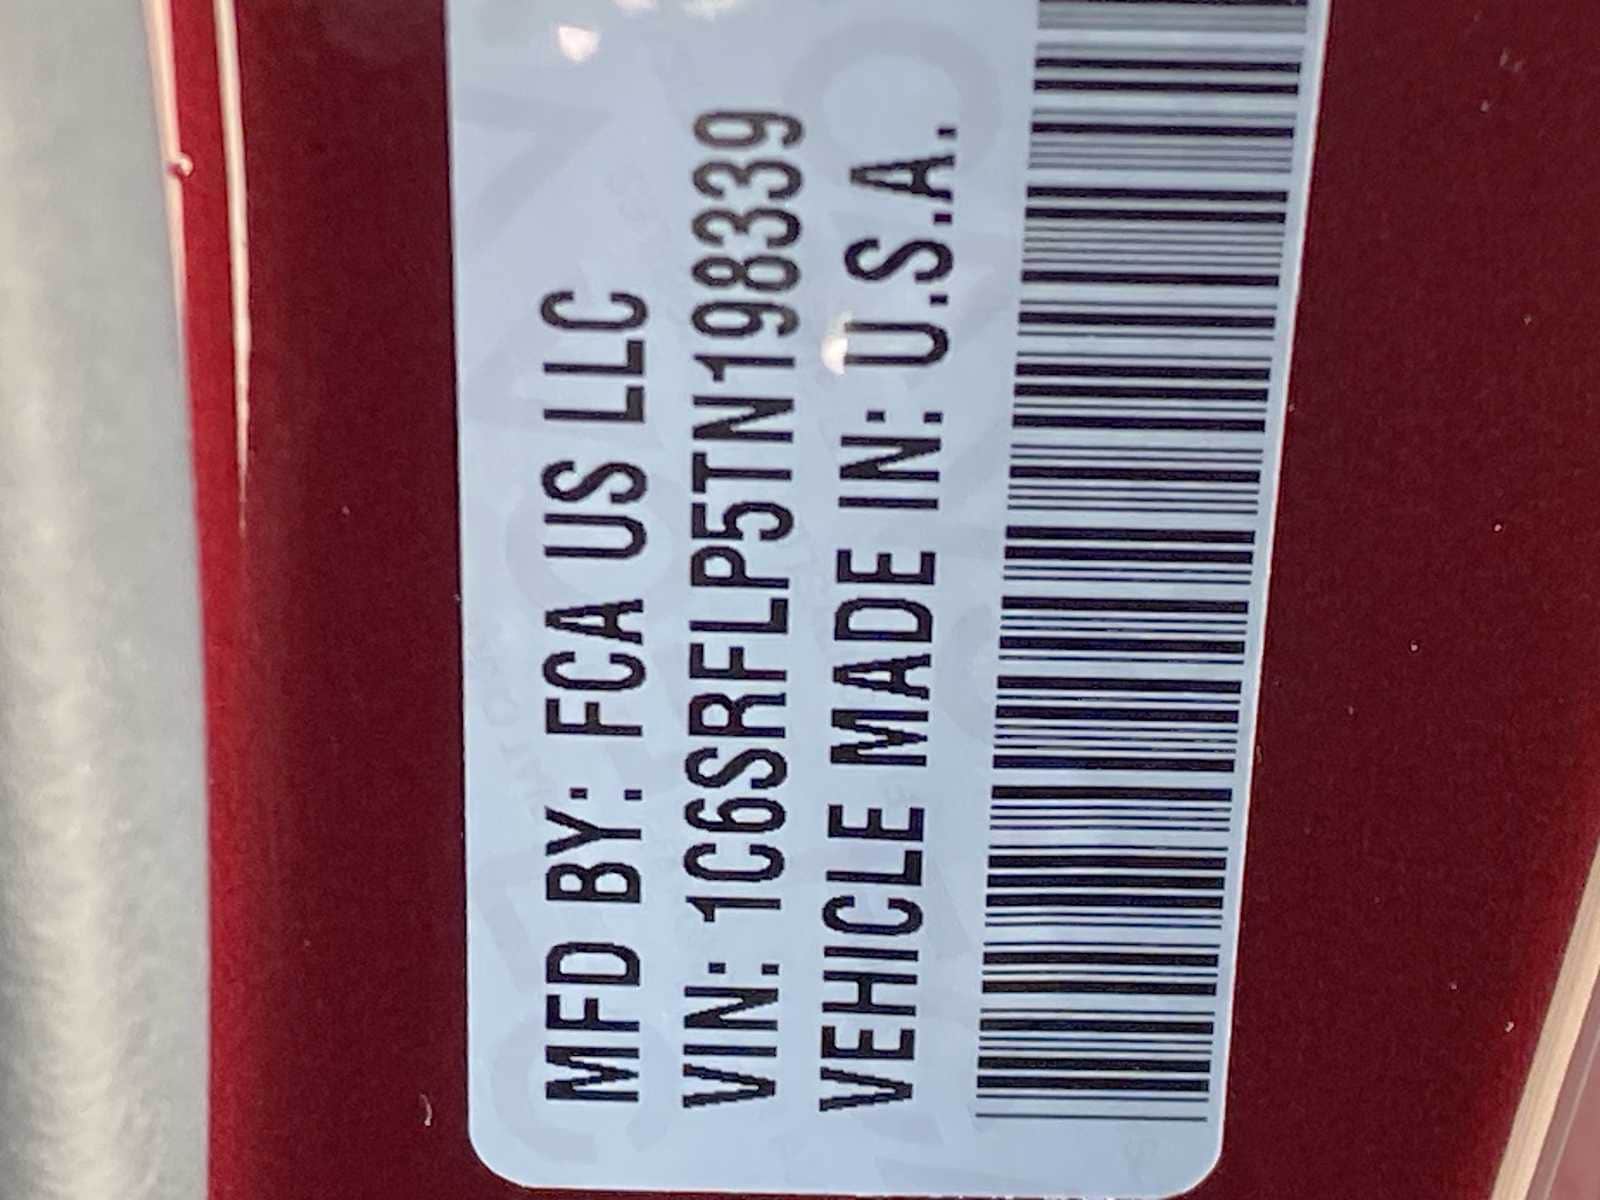 MFD BY: FCA US LLC
VIN: 1C6SRFLP5TN198339
VEHICLE MADE IN: U.S.A.